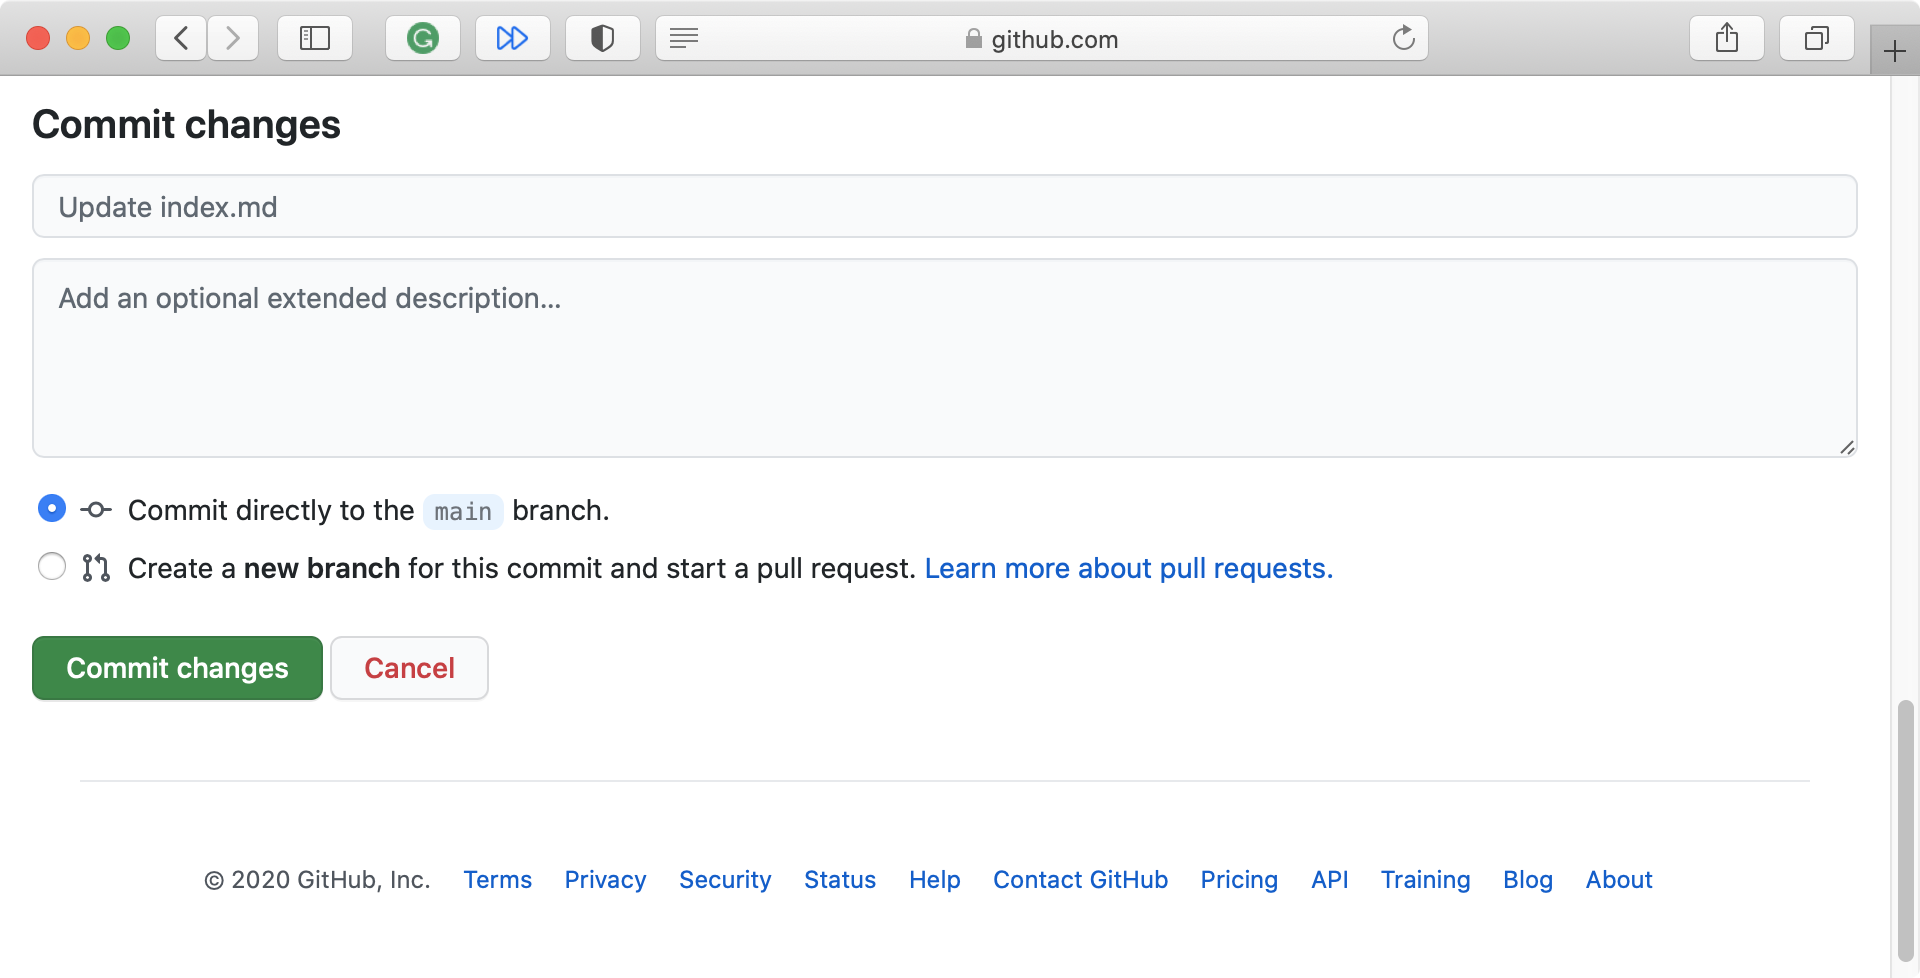 github.com
Commit changes
Update index.md
Add an optional extended description...
Commit directly to the main branch.
Create a new branch for this commit and start a pull request. Learn more about pull requests.
Commit changes Cancel
© 2020 GitHub, Inc. Terms Privacy Security Status Help Contact GitHub Pricing API Training Blog About